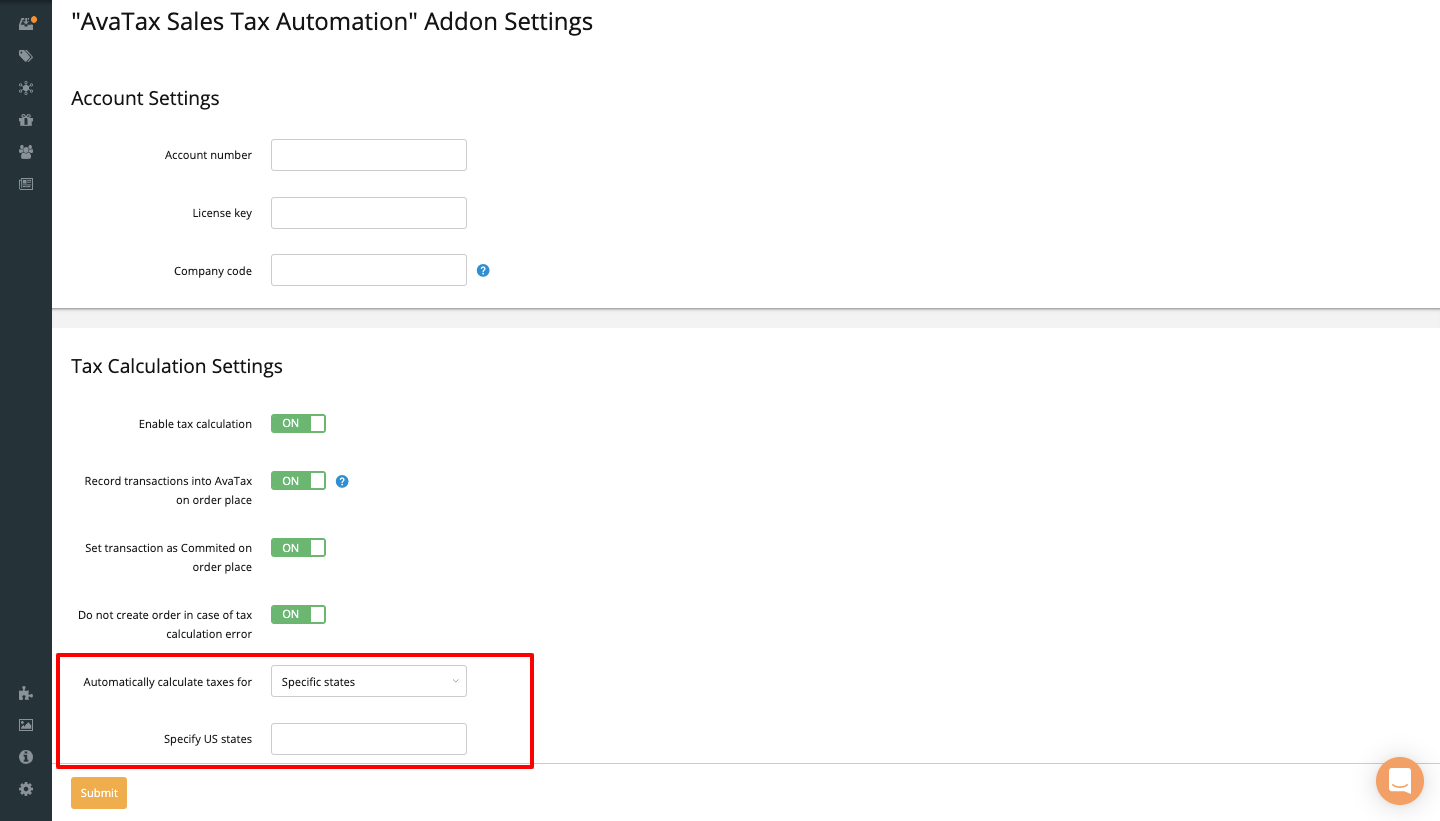 "AvaTax Sales Tax Automation" Addon Settings
Account Settings
Account number
License key
Company code
?
Tax Calculation Settings
Enable tax calculation
ON
Record transactions into AvaTax
on order place
ON
?
Set transaction as Commited on
order place
ON
Do not create order in case of tax
calculation error
ON
Automatically calculate taxes for
Specific states
Specify US states
Submit